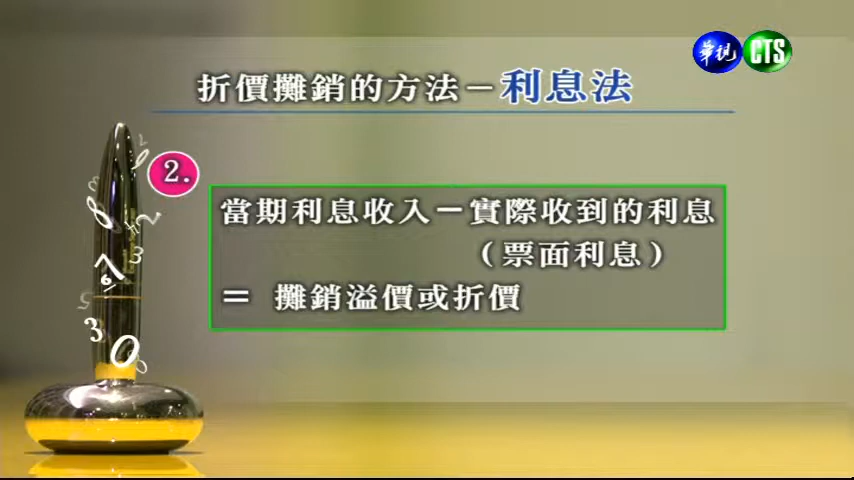 華視 CTS
折價攤銷的方法－利息法
2.
當期利息收入－實際收到的利息
（票面利息）
＝ 攤銷溢價或折價